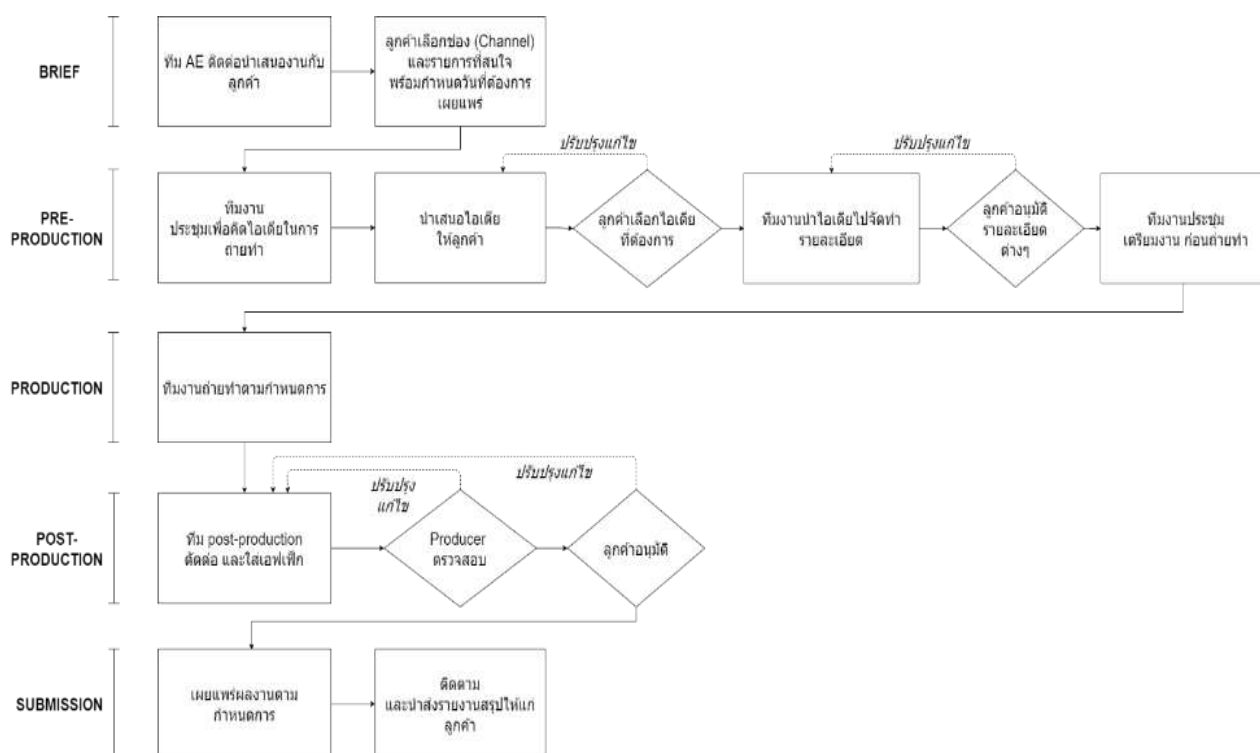 BRIEF
ทีม AE ติดต่อนำเสนองานกับ
ลูกค้า
ลูกค้าเลือกช่อง (Channel)
และรายการที่สนใจ
พร้อมกำหนดวันที่ต้องการ
เผยแพร่
ปรับปรุงแก้ไข
ปรับปรุงแก้ไข
PRE-
PRODUCTION
ทีมงาน
ประชุมเพื่อคิดไอเดียในการ
ถ่ายทำ
นำเสนอไอเดีย
ให้ลูกค้า
ลูกค้าเลือกไอเดีย
ที่ต้องการ
ทีมงานนำไอเดียไปจัดทำ
รายละเอียด
ลูกค้าอนุมัติ
รายละเอียด
ต่างๆ
ทีมงานประชุม
เตรียมงาน ก่อนถ่ายทำ
PRODUCTION
ทีมงานถ่ายทำตามกำหนดการ
ปรับปรุงแก้ไข
ปรับปรุง
แก้ไข
POST-
PRODUCTION
ทีม post-production
ตัดต่อ และใส่เอฟเฟ็ก
Producer
ตรวจสอบ
ลูกค้าอนุมัติ
SUBMISSION
เผยแพร่ผลงานตาม
กำหนดการ
ติดตาม
และนำส่งรายงานสรุปให้แก่
ลูกค้า